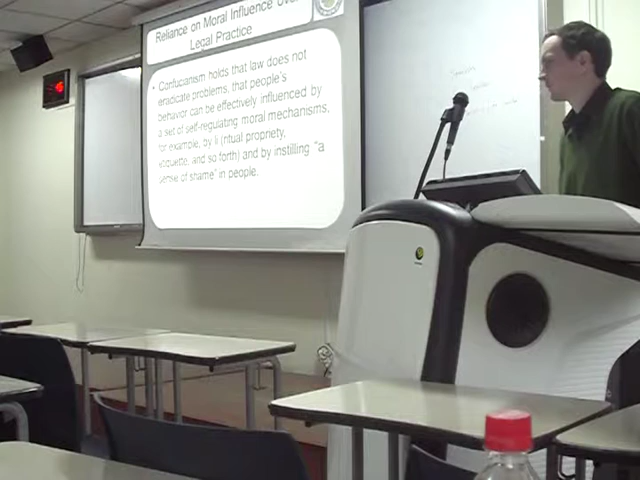 Reliance on Moral Influence over
Legal Practice
• Confucianism holds that law does not
eradicate problems, that people's
behavior can be effectively influenced by
a set of self-regulating moral mechanisms,
for example, by li (ritual propriety,
etiquette, and so forth) and by instilling "a
sense of shame" in people.